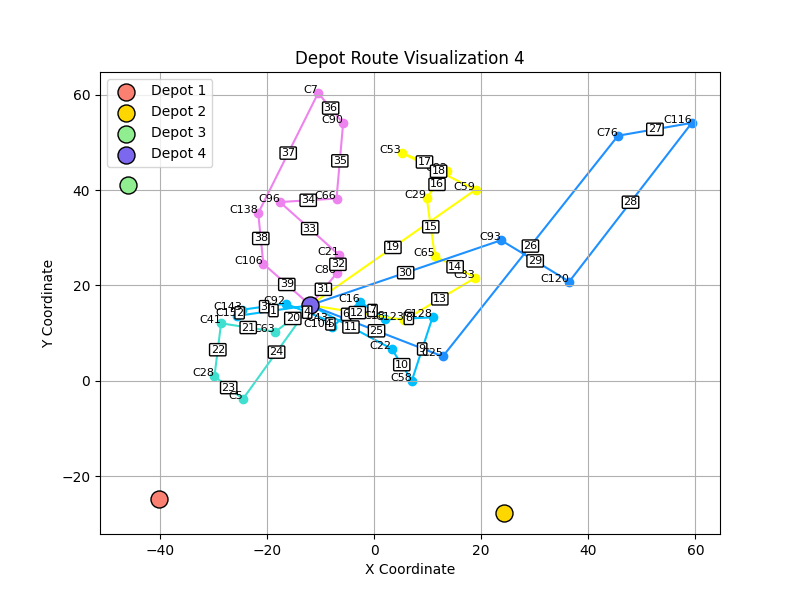 Depot Route Visualization 4
Depot 1
Depot 2
Depot 3
Depot 4
Y Coordinate
X Coordinate
60
40
20
0
−20
−40
−20
0
20
40
60
C7
C90
C53
C59
C29
C65
C33
C66
C96
C138
C106
C21
C92
C143
C41
C63
C28
C5
C16
C128
C22
C58
C25
C93
C120
C76
C116
1
2
3
4
5
6
7
8
9
10
11
12
13
14
15
16
17
18
19
20
21
22
23
24
25
26
27
28
29
30
31
32
33
34
35
36
37
38
39